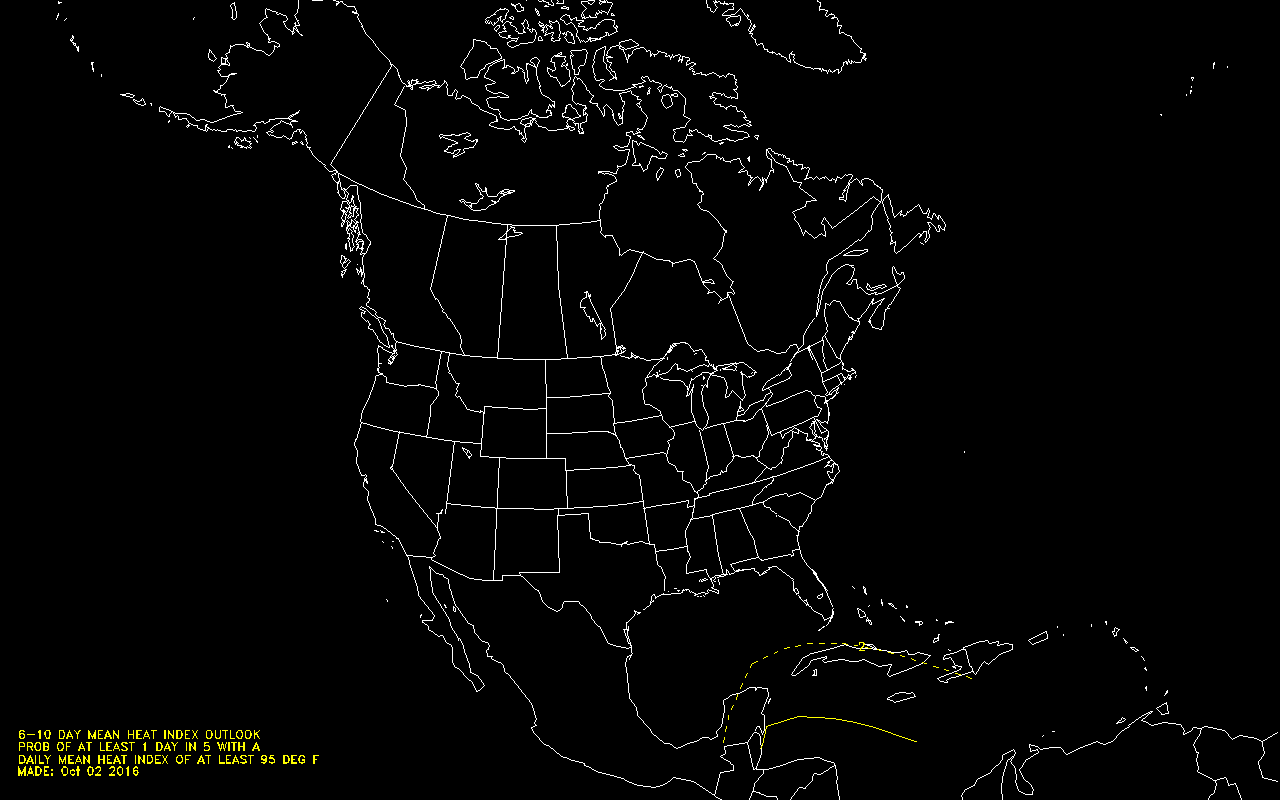 2
6-10 DAY MEAN HEAT INDEX OUTLOOK
PROB OF AT LEAST 1 DAY IN 5 WITH A
DAILY MEAN HEAT INDEX OF AT LEAST 95 DEG F
MADE: Oct 02 2016